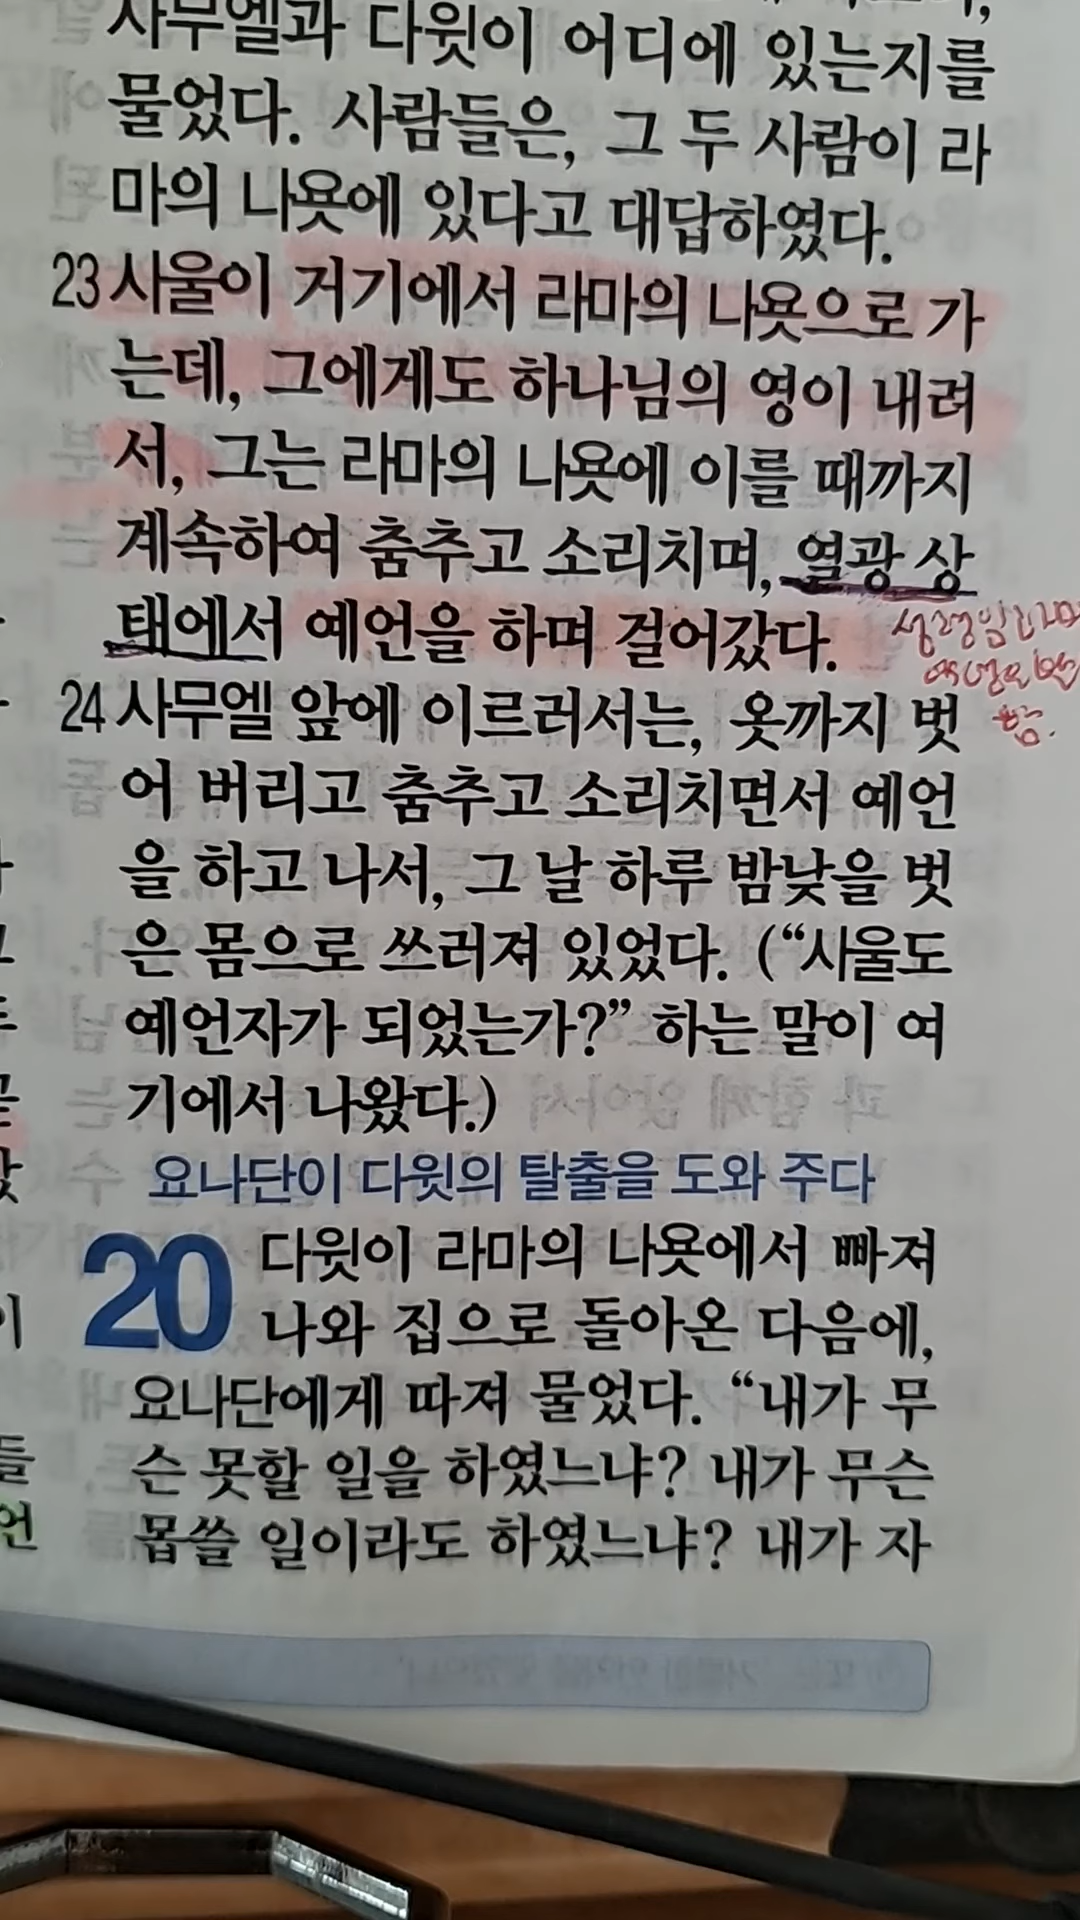 사무엘과 다윗이 어디에 있는지를
물었다. 사람들은, 그 두 사람이 라
마의 나욧에 있다고 대답하였다.
23 사울이 거기에서 라마의 나욧으로 가
는데, 그에게도 하나님의 영이 내려
서, 그는 라마의 나욧에 이를 때까지
계속하여 춤추고 소리치며, 열광 상
태에서 예언을 하며 걸어갔다.
24 사무엘 앞에 이르러서는, 옷까지 벗
어 버리고 춤추고 소리치면서 예언
을 하고 나서, 그 날 하루 밤낮을 벗
은 몸으로 쓰러져 있었다. (“사울도
예언자가 되었는가?” 하는 말이 여
기에서 나왔다.)
요나단이 다윗의 탈출을 도와 주다
20 다윗이 라마의 나욧에서 빠져
나와 집으로 돌아온 다음에,
요나단에게 따져 물었다. “내가 무
슨 못할 일을 하였느냐? 내가 무슨
몹쓸 일이라도 하였느냐? 내가 자
들
언